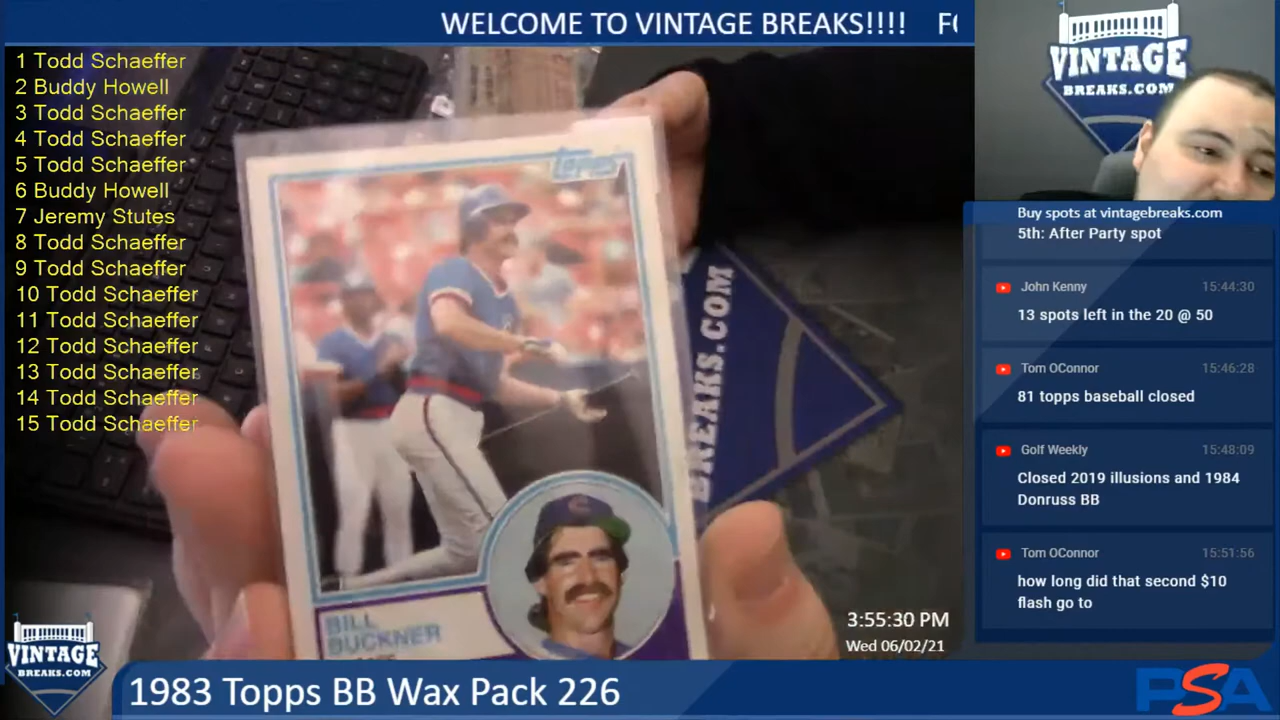 WELCOME TO VINTAGE BREAKS!!!!
1 Todd Schaeffer
2 Buddy Howell
3 Todd Schaeffer
4 Todd Schaeffer
5 Todd Schaeffer
6 Buddy Howell
7 Jeremy Stutes
8 Todd Schaeffer
9 Todd Schaeffer
10 Todd Schaeffer
11 Todd Schaeffer
12 Todd Schaeffer
13 Todd Schaeffer
14 Todd Schaeffer
15 Todd Schaeffer
topps
BILL
BUCKNER
BREAKS.COM
VINTAGE
BREAKS.COM
Buy spots at vintagebreaks.com
5th: After Party spot
John Kenny 15:44:30
13 spots left in the 20 @ 50
Tom OConnor 15:46:28
81 topps baseball closed
Golf Weekly 15:48:09
Closed 2019 illusions and 1984
Donruss BB
Tom OConnor 15:51:56
how long did that second $10
flash go to
3:55:30 PM
Wed 06/02/21
VINTAGE
BREAKS.COM
1983 Topps BB Wax Pack 226
PSA